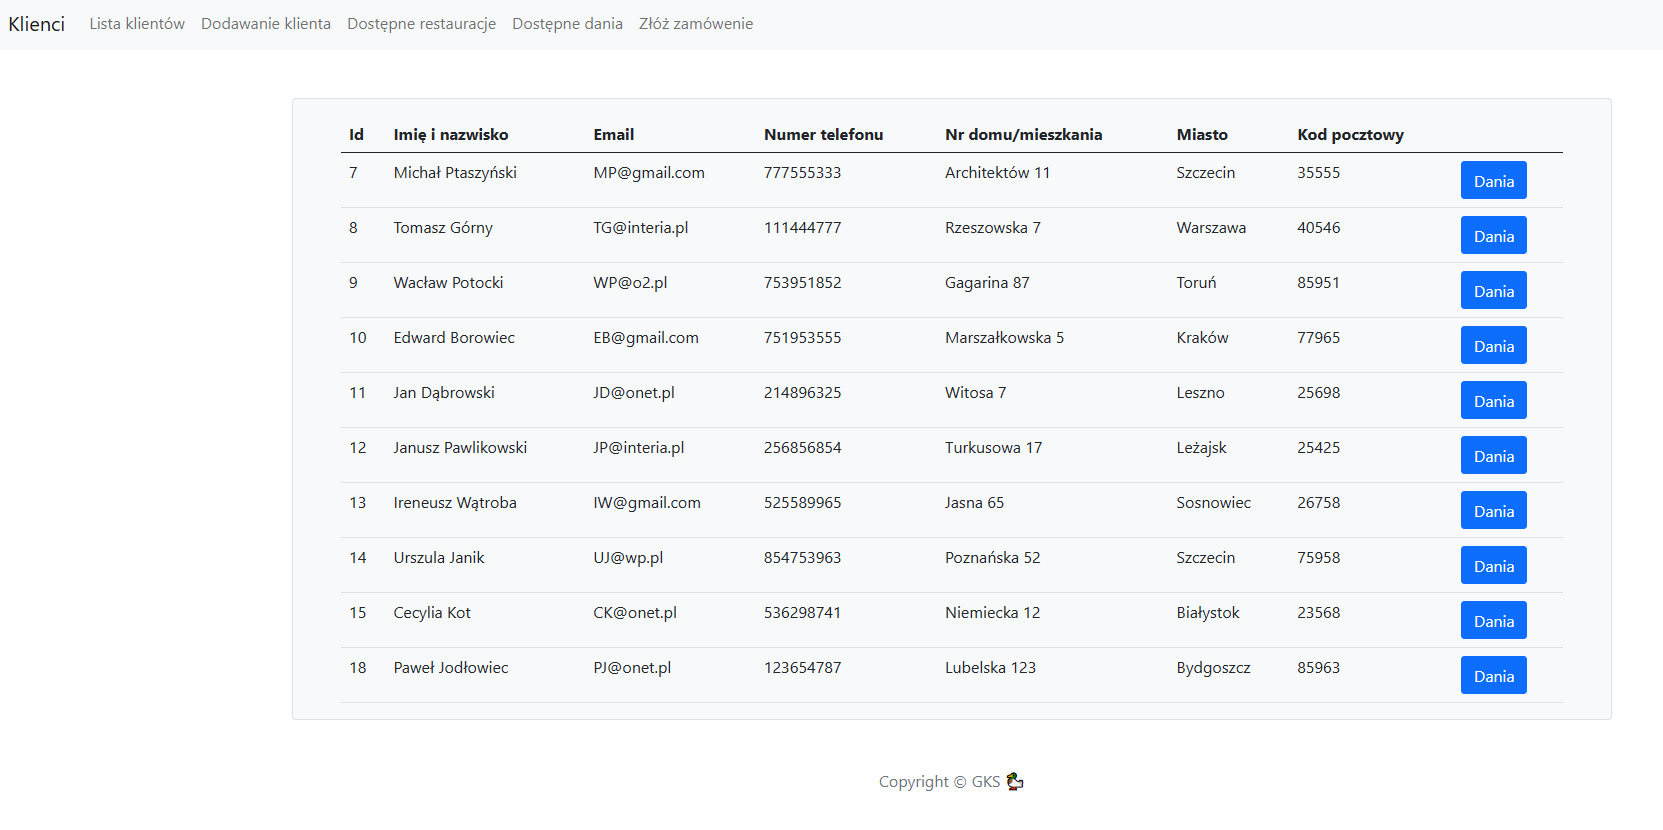 Klienci Lista klientów Dodawanie klienta Dostępne restauracje Dostępne dania Złóż zamówenie
Id Imię i nazwisko Email Numer telefonu Nr domu/mieszkania Miasto Kod pocztowy
7 Michał Ptaszyński MP@gmail.com 777555333 Architektów 11 Szczecin 35555 Dania
8 Tomasz Górny TG@interia.pl 111444777 Rzeszowska 7 Warszawa 40546 Dania
9 Wacław Potocki WP@o2.pl 753951852 Gagarina 87 Toruń 85951 Dania
10 Edward Borowiec EB@gmail.com 751953555 Marszałkowska 5 Kraków 77965 Dania
11 Jan Dąbrowski JD@onet.pl 214896325 Witosa 7 Leszno 25698 Dania
12 Janusz Pawlikowski JP@interia.pl 256856854 Turkusowa 17 Leżajsk 25425 Dania
13 Ireneusz Wątroba IW@gmail.com 525589965 Jasna 65 Sosnowiec 26758 Dania
14 Urszula Janik UJ@wp.pl 854753963 Poznańska 52 Szczecin 75958 Dania
15 Cecylia Kot CK@onet.pl 536298741 Niemiecka 12 Białystok 23568 Dania
18 Paweł Jodłowiec PJ@onet.pl 123654787 Lubelska 123 Bydgoszcz 85963 Dania
Copyright © GKS